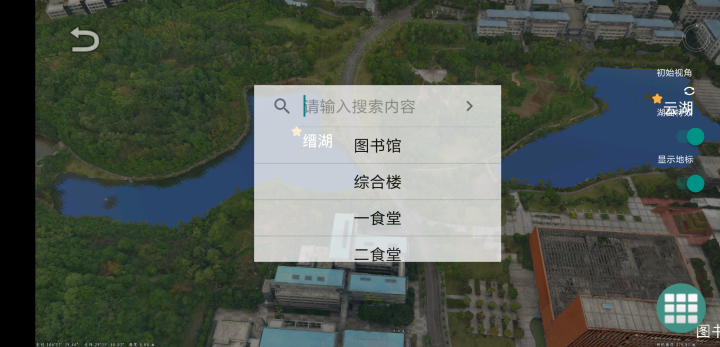 初始视角
云湖
请输入搜索内容
缙湖
显示地标
图书馆
综合楼
一食堂
二食堂
图书